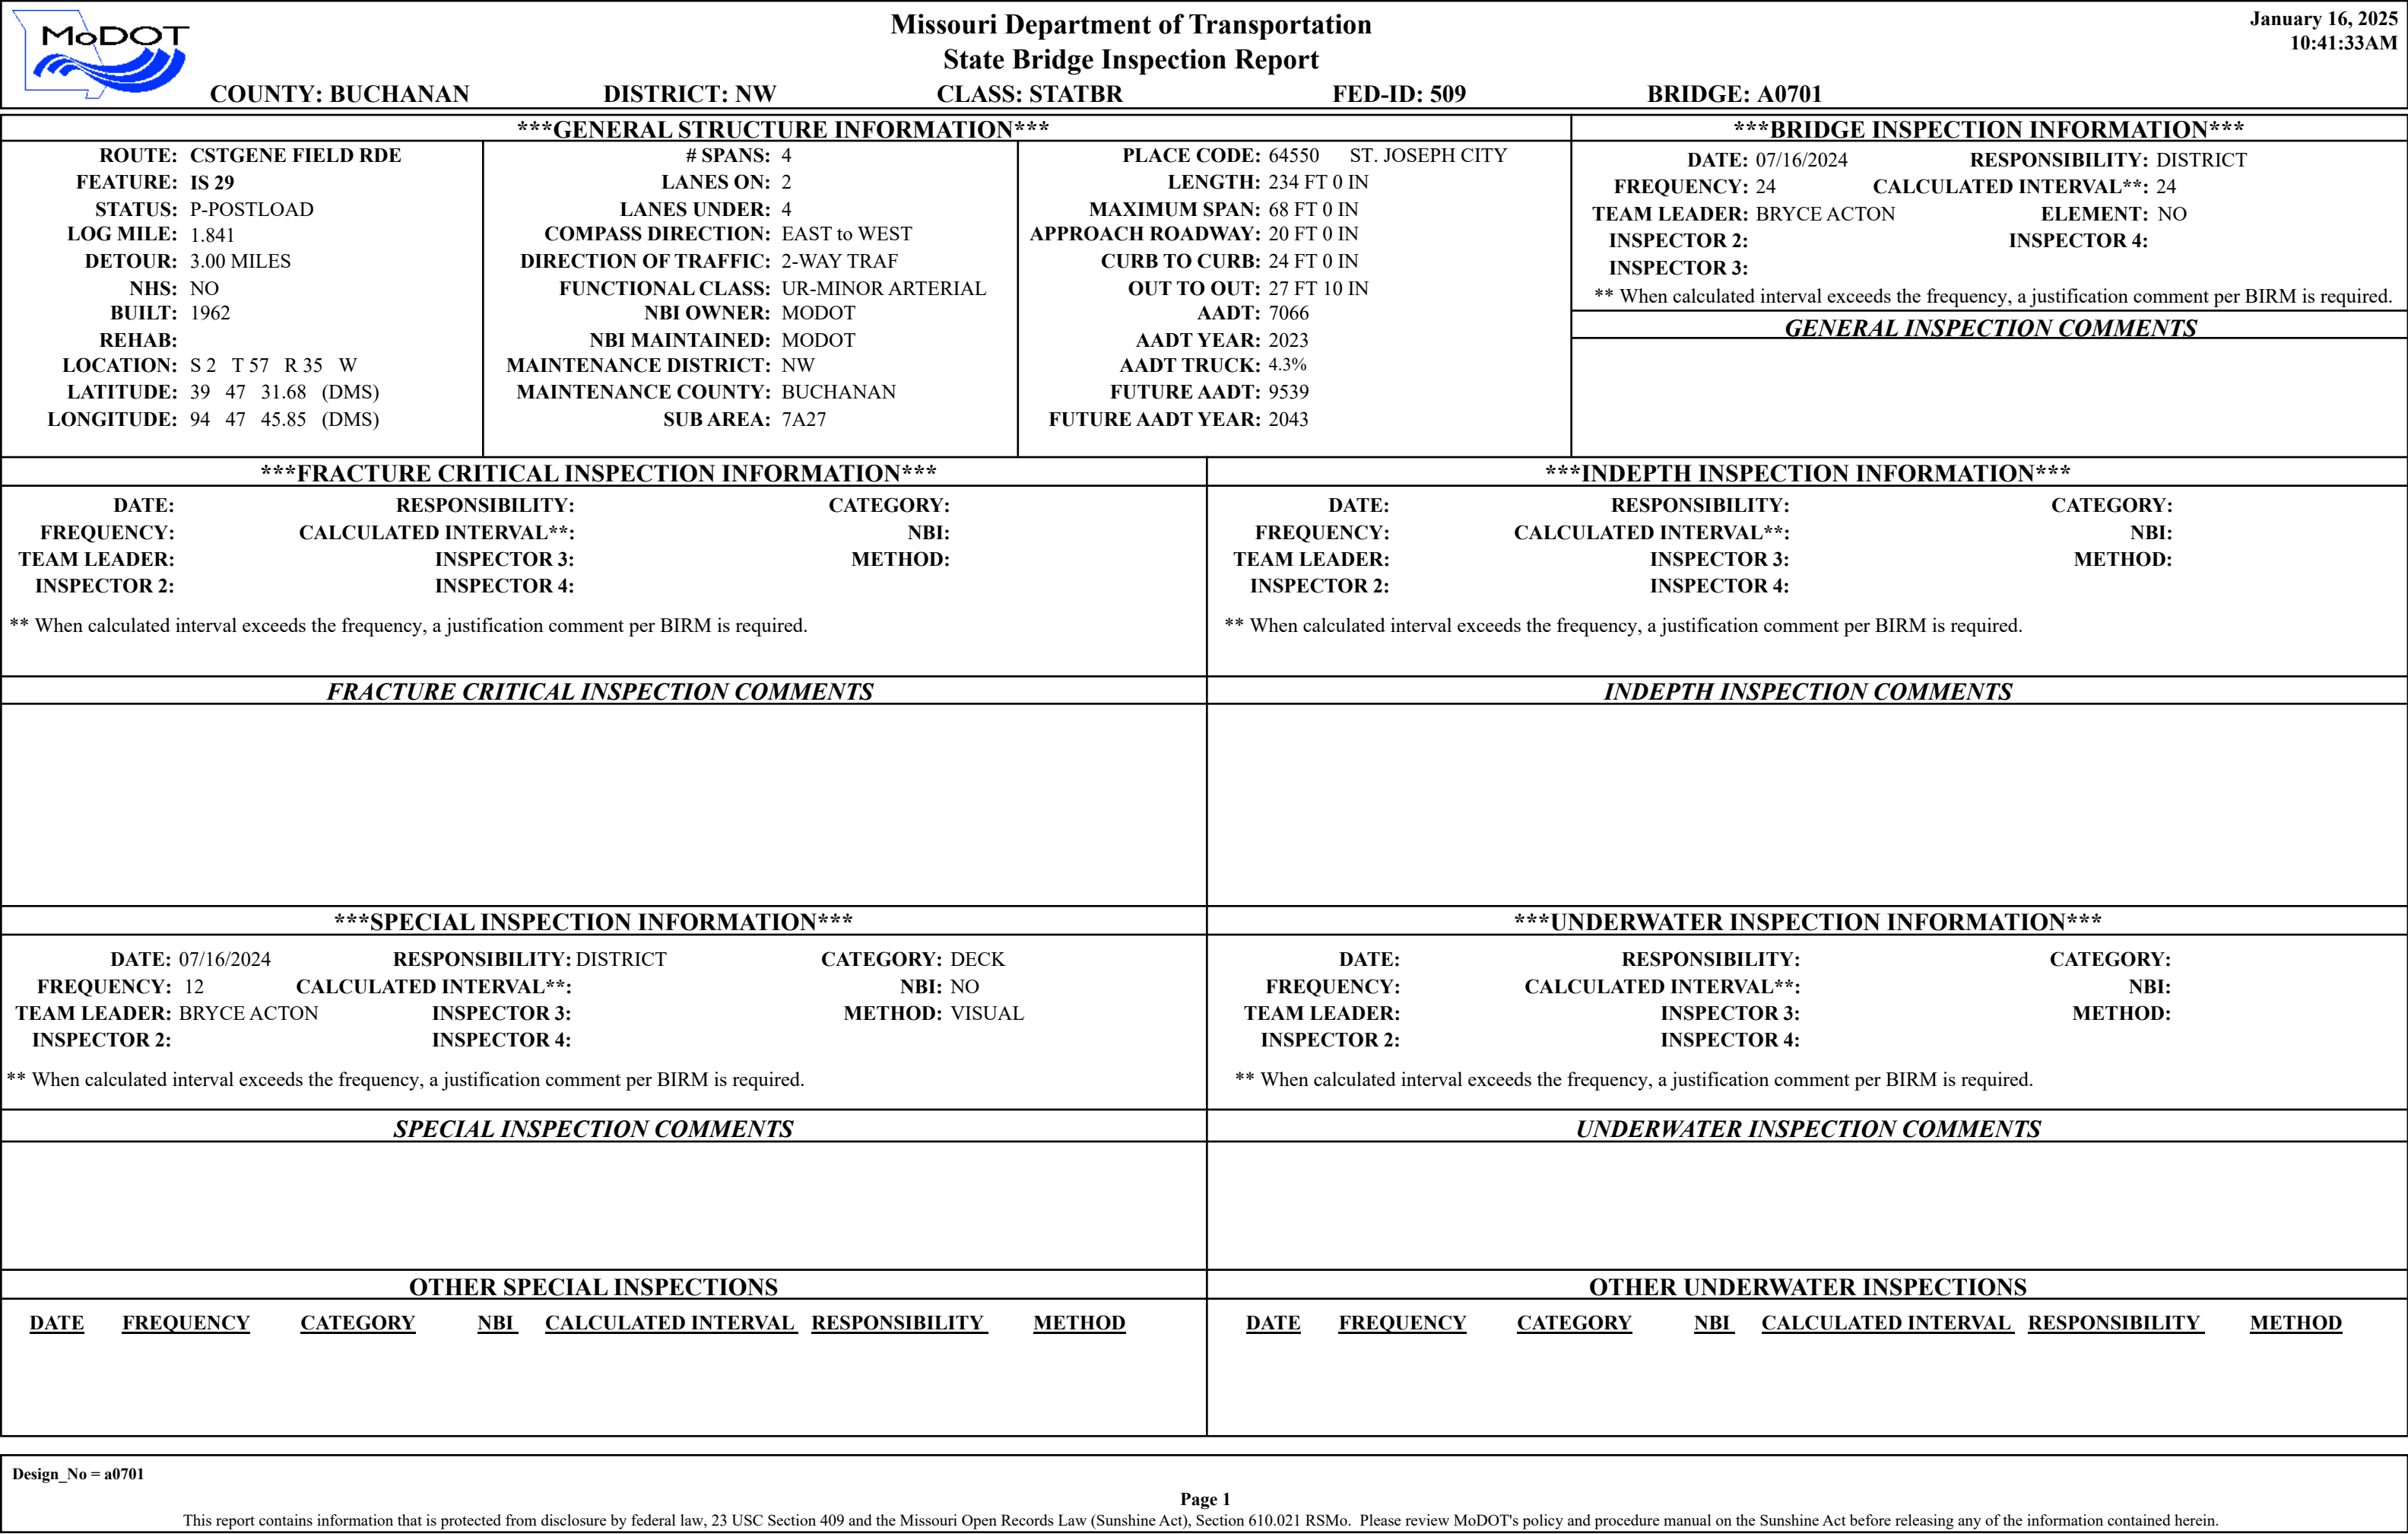 MoDOT
Missouri Department of Transportation
State Bridge Inspection Report
January 16, 2025
10:41:33AM
COUNTY: BUCHANAN DISTRICT: NW CLASS: STATBR FED-ID: 509 BRIDGE: A0701
***GENERAL STRUCTURE INFORMATION***
ROUTE: CSTGENE FIELD RDE
FEATURE: IS 29
STATUS: P-POSTLOAD
LOG MILE: 1.841
DETOUR: 3.00 MILES
NHS: NO
BUILT: 1962
REHAB:
LOCATION: S 2 T 57 R 35 W
LATITUDE: 39 47 31.68 (DMS)
LONGITUDE: 94 47 45.85 (DMS)
# SPANS: 4
LANES ON: 2
LANES UNDER: 4
COMPASS DIRECTION: EAST to WEST
DIRECTION OF TRAFFIC: 2-WAY TRAF
FUNCTIONAL CLASS: UR-MINOR ARTERIAL
NBI OWNER: MODOT
NBI MAINTAINED: MODOT
MAINTENANCE DISTRICT: NW
MAINTENANCE COUNTY: BUCHANAN
SUB AREA: 7A27
PLACE CODE: 64550 ST. JOSEPH CITY
LENGTH: 234 FT 0 IN
MAXIMUM SPAN: 68 FT 0 IN
APPROACH ROADWAY: 20 FT 0 IN
CURB TO CURB: 24 FT 0 IN
OUT TO OUT: 27 FT 10 IN
AADT: 7066
AADT YEAR: 2023
AADT TRUCK: 4.3%
FUTURE AADT: 9539
FUTURE AADT YEAR: 2043
***BRIDGE INSPECTION INFORMATION***
DATE: 07/16/2024 RESPONSIBILITY: DISTRICT
FREQUENCY: 24 CALCULATED INTERVAL**: 24
TEAM LEADER: BRYCE ACTON ELEMENT: NO
INSPECTOR 2: INSPECTOR 4:
INSPECTOR 3:
** When calculated interval exceeds the frequency, a justification comment per BIRM is required.
GENERAL INSPECTION COMMENTS
***FRACTURE CRITICAL INSPECTION INFORMATION***
DATE: RESPONSIBILITY: CATEGORY:
FREQUENCY: CALCULATED INTERVAL**: NBI:
TEAM LEADER: INSPECTOR 3: METHOD:
INSPECTOR 2: INSPECTOR 4:
** When calculated interval exceeds the frequency, a justification comment per BIRM is required.
FRACTURE CRITICAL INSPECTION COMMENTS
***INDEPTH INSPECTION INFORMATION***
DATE: RESPONSIBILITY: CATEGORY:
FREQUENCY: CALCULATED INTERVAL**: NBI:
TEAM LEADER: INSPECTOR 3: METHOD:
INSPECTOR 2: INSPECTOR 4:
** When calculated interval exceeds the frequency, a justification comment per BIRM is required.
INDEPTH INSPECTION COMMENTS
***SPECIAL INSPECTION INFORMATION***
DATE: 07/16/2024 RESPONSIBILITY: DISTRICT CATEGORY: DECK
FREQUENCY: 12 CALCULATED INTERVAL**: NBI: NO
TEAM LEADER: BRYCE ACTON INSPECTOR 3: METHOD: VISUAL
INSPECTOR 2: INSPECTOR 4:
** When calculated interval exceeds the frequency, a justification comment per BIRM is required.
SPECIAL INSPECTION COMMENTS
***UNDERWATER INSPECTION INFORMATION***
DATE: RESPONSIBILITY: CATEGORY:
FREQUENCY: CALCULATED INTERVAL**: NBI:
TEAM LEADER: INSPECTOR 3: METHOD:
INSPECTOR 2: INSPECTOR 4:
** When calculated interval exceeds the frequency, a justification comment per BIRM is required.
UNDERWATER INSPECTION COMMENTS
OTHER SPECIAL INSPECTIONS
DATE FREQUENCY CATEGORY NBI CALCULATED INTERVAL RESPONSIBILITY METHOD
OTHER UNDERWATER INSPECTIONS
DATE FREQUENCY CATEGORY NBI CALCULATED INTERVAL RESPONSIBILITY METHOD
Design_No = a0701
Page 1
This report contains information that is protected from disclosure by federal law, 23 USC Section 409 and the Missouri Open Records Law (Sunshine Act), Section 610.021 RSMo. Please review MoDOT's policy and procedure manual on the Sunshine Act before releasing any of the information contained herein.